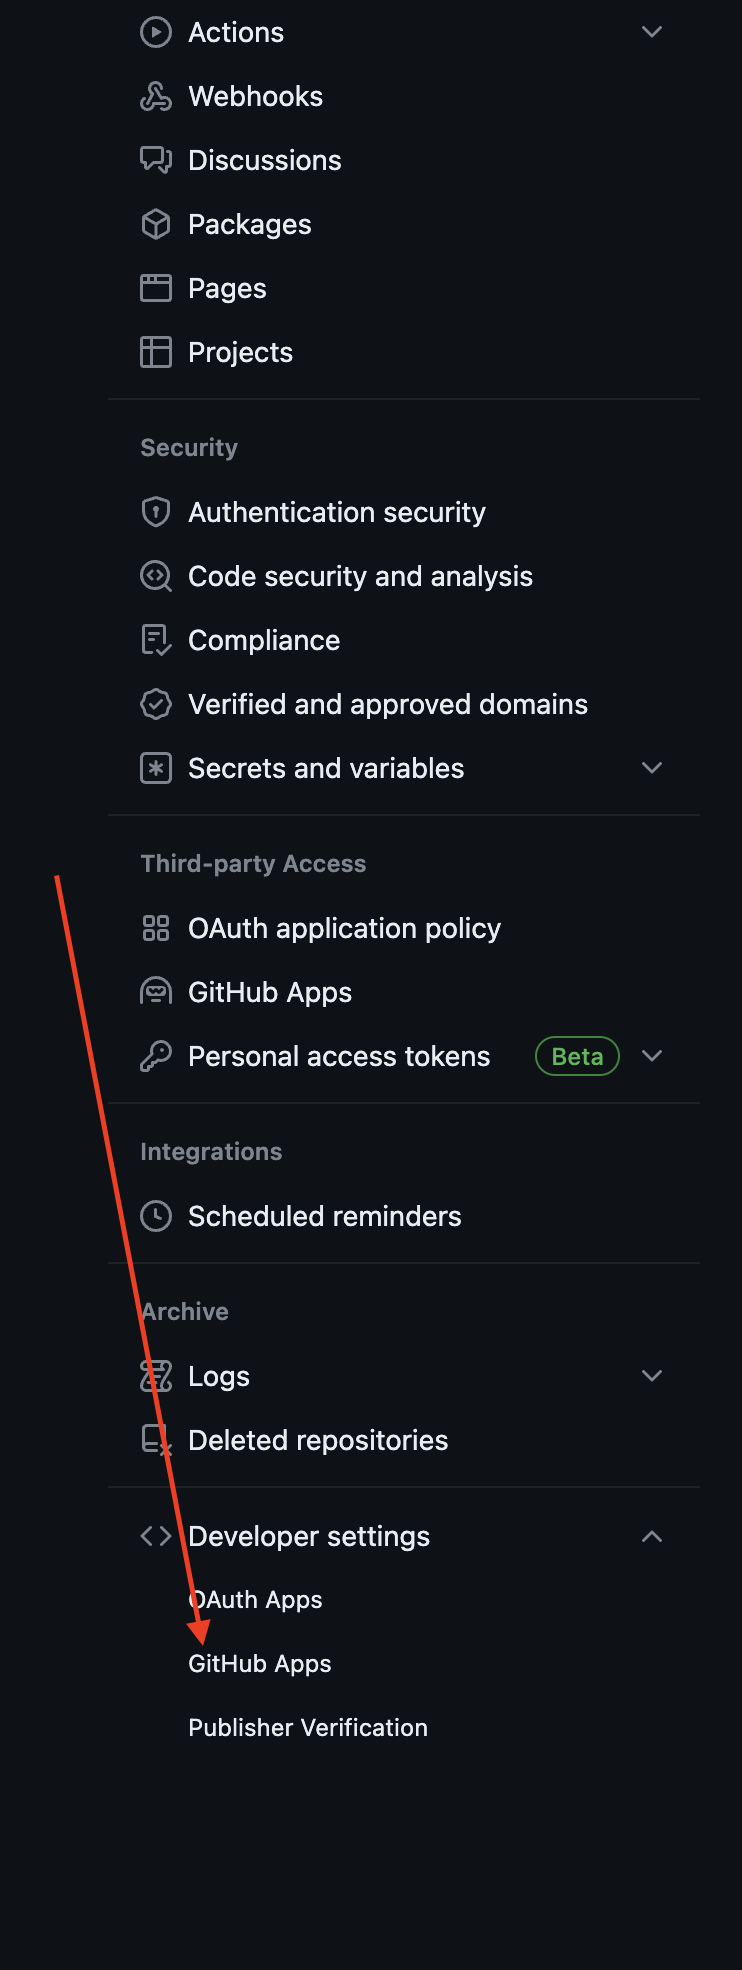 Actions
Webhooks
Discussions
Packages
Pages
Projects
Security
Authentication security
Code security and analysis
Compliance
Verified and approved domains
Secrets and variables
Third-party Access
OAuth application policy
GitHub Apps
Personal access tokens Beta
Integrations
Scheduled reminders
Archive
Logs
Deleted repositories
Developer settings
OAuth Apps
GitHub Apps
Publisher Verification